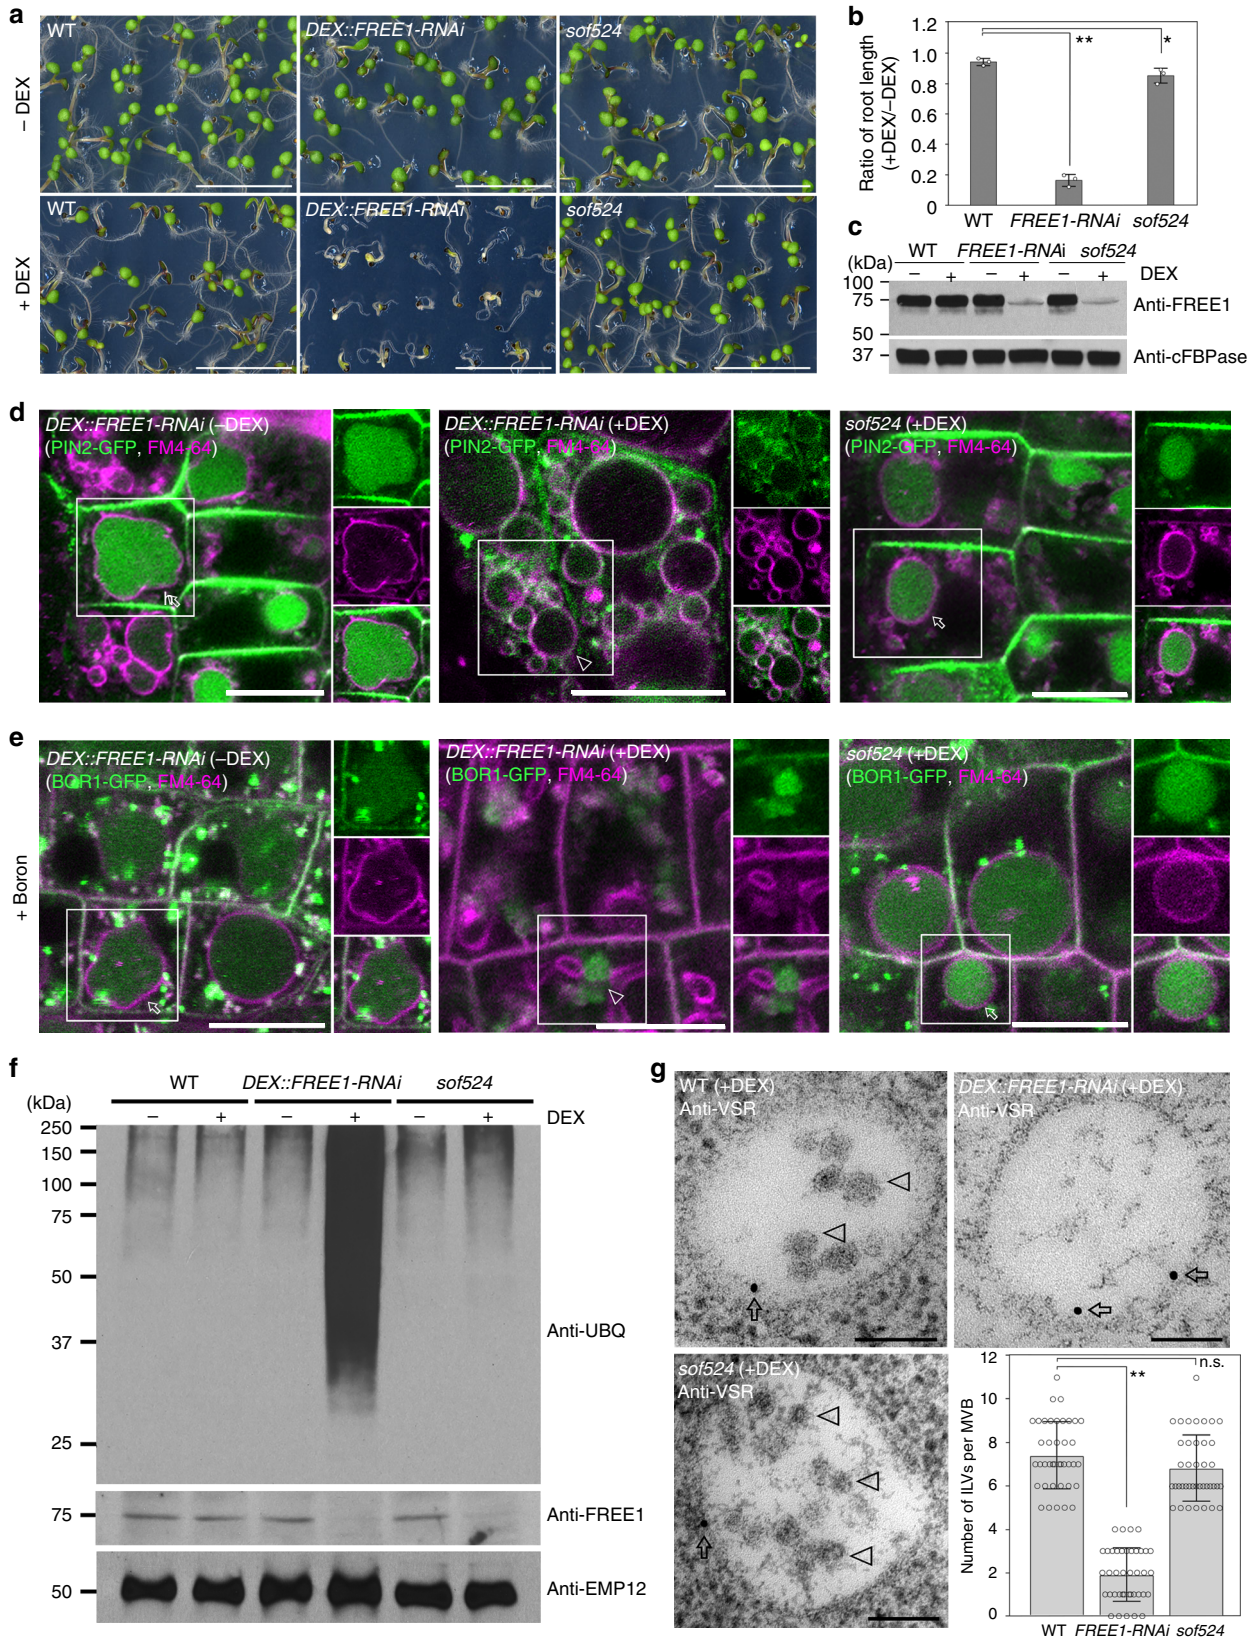 a
WT
DEX::FREE1-RNAi
sof524
– DEX
WT
DEX::FREE1-RNAi
sof524
+ DEX
b
Ratio of root length
(+DEX/–DEX)
1.2
1.0
0.8
0.6
0.4
0.2
0
**
*
WT FREE1-RNAi sof524
c
WT FREE1-RNAi sof524
(kDa)
– + – + – + DEX
100
75
50
37
Anti-FREE1
Anti-cFBPase
d
DEX::FREE1-RNAi (–DEX)
(PIN2-GFP, FM4-64)
DEX::FREE1-RNAi (+DEX)
(PIN2-GFP, FM4-64)
sof524 (+DEX)
(PIN2-GFP, FM4-64)
e
+ Boron
DEX::FREE1-RNAi (–DEX)
(BOR1-GFP, FM4-64)
DEX::FREE1-RNAi (+DEX)
(BOR1-GFP, FM4-64)
sof524 (+DEX)
(BOR1-GFP, FM4-64)
f
WT DEX::FREE1-RNAi sof524
(kDa)
– + – + – + DEX
250
150
100
75
50
37
25
Anti-UBQ
75
Anti-FREE1
50
Anti-EMP12
g
WT (+DEX)
Anti-VSR
DEX::FREE1-RNAi (+DEX)
Anti-VSR
sof524 (+DEX)
Anti-VSR
Number of ILVs per MVB
12
10
8
6
4
2
0
**
n.s.
WT FREE1-RNAi sof524